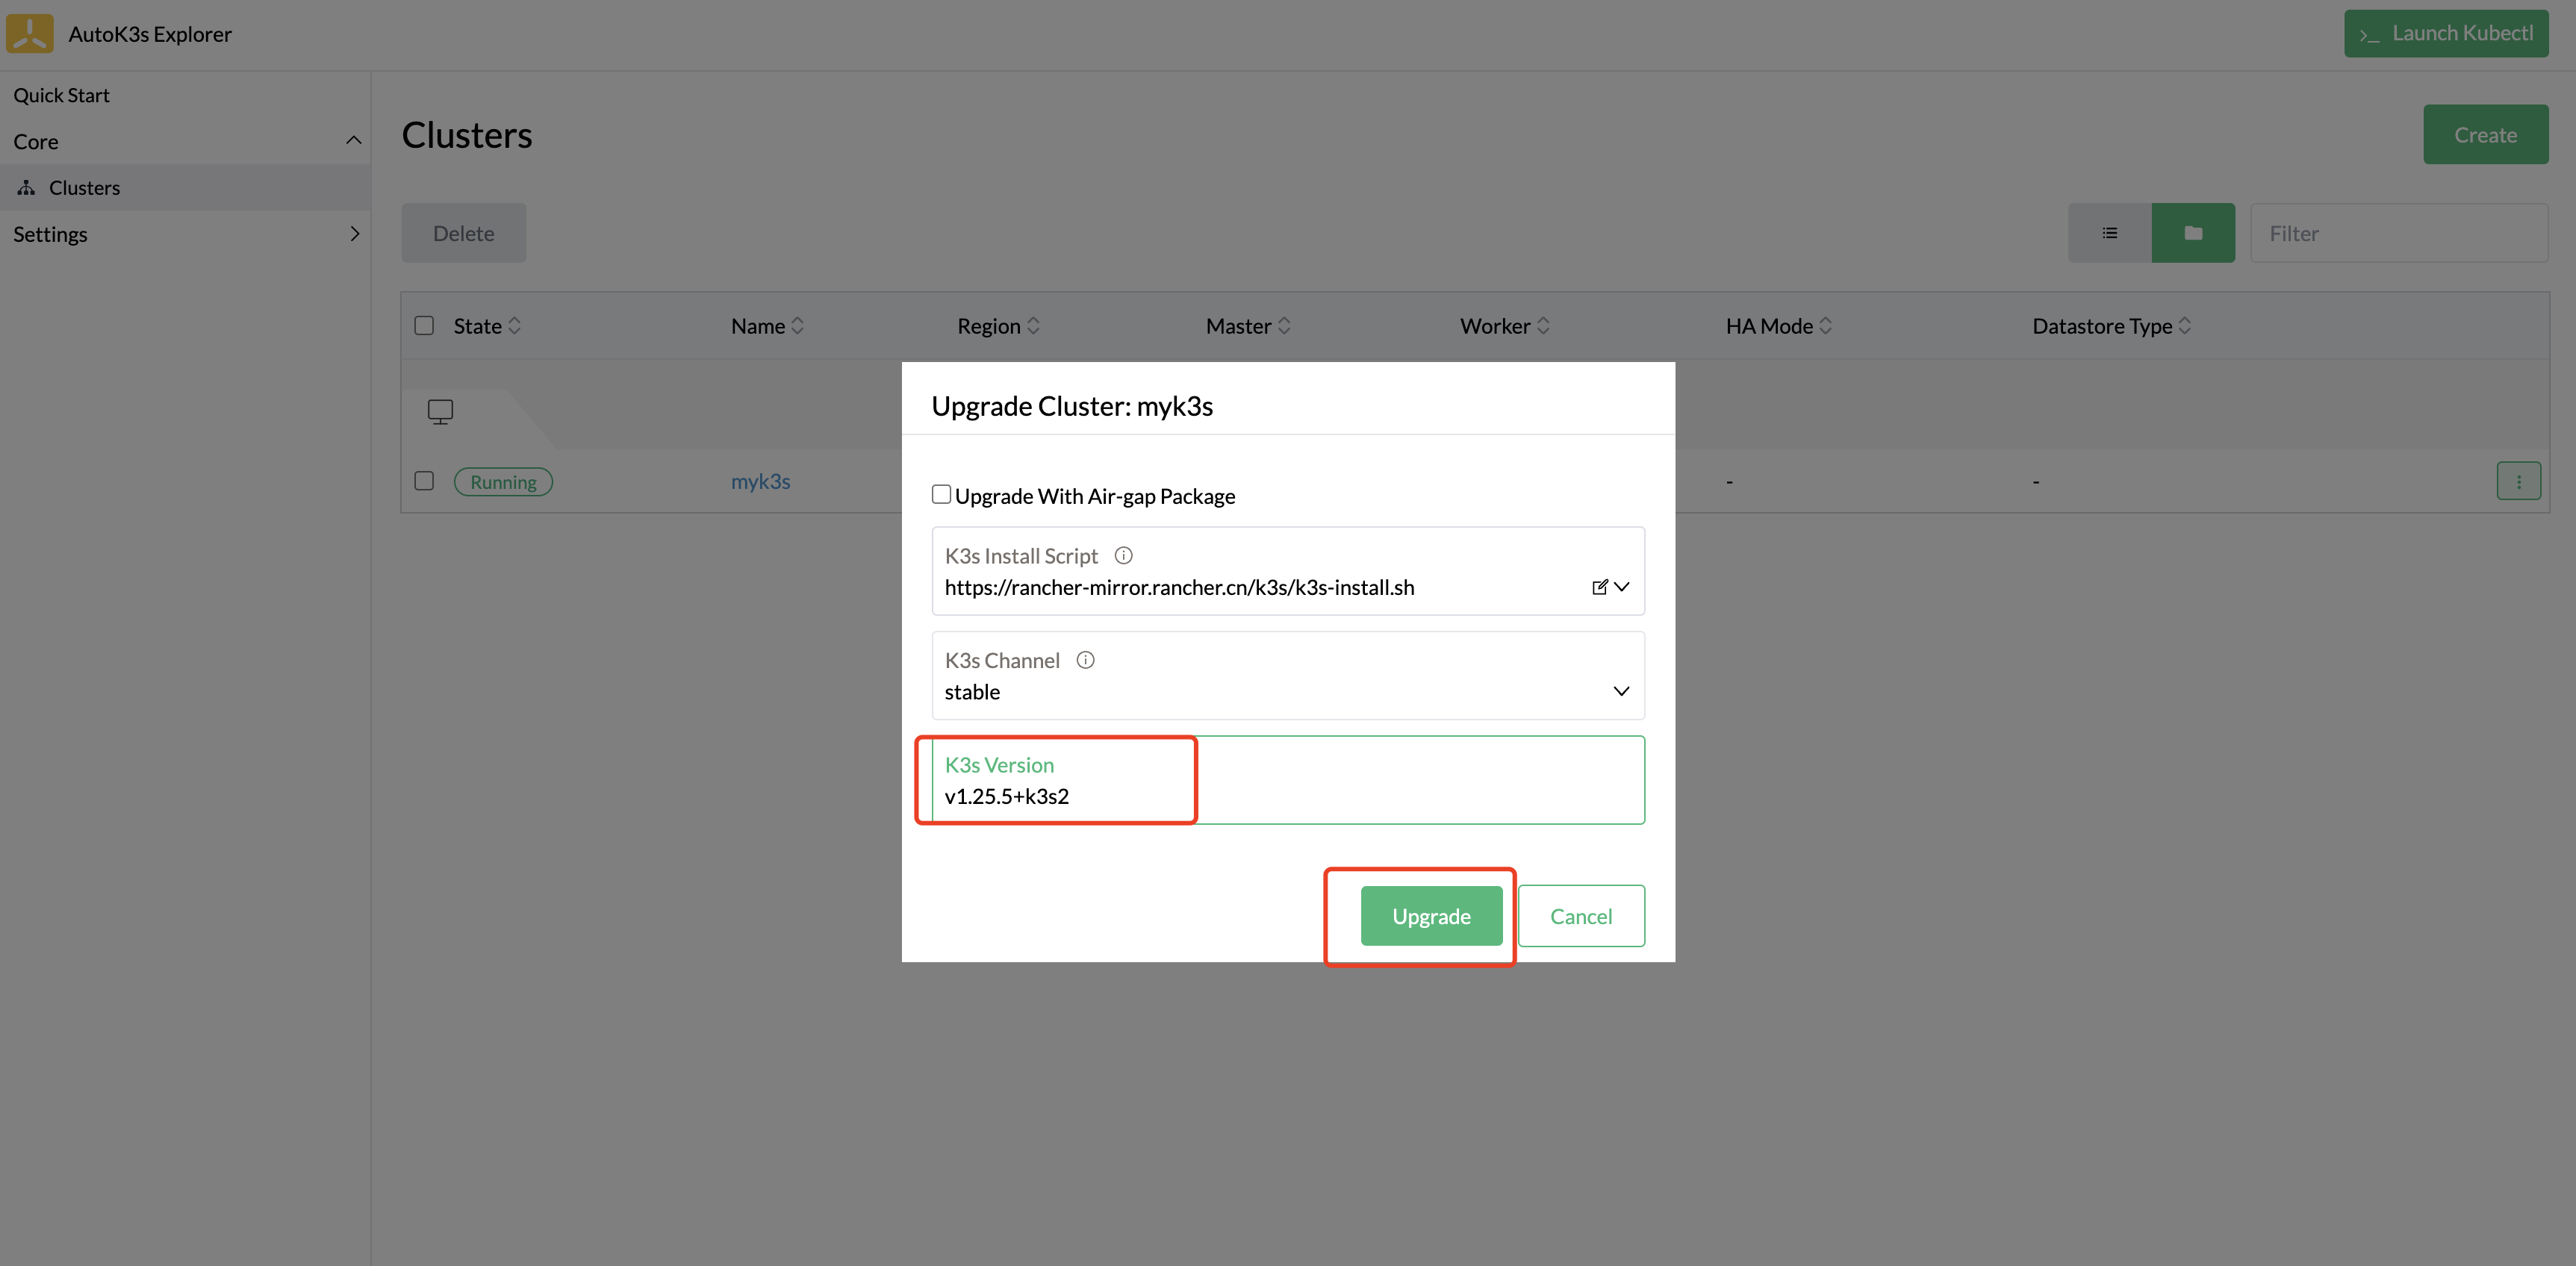 AutoK3s Explorer
>_ Launch Kubectl
Quick Start
Core
Clusters
Settings
Clusters
Create
Delete
Filter
State Name Region Master Worker HA Mode Datastore Type
Running myk3s - -
Upgrade Cluster: myk3s
Upgrade With Air-gap Package
K3s Install Script
https://rancher-mirror.rancher.cn/k3s/k3s-install.sh
K3s Channel
stable
K3s Version
v1.25.5+k3s2
Upgrade Cancel